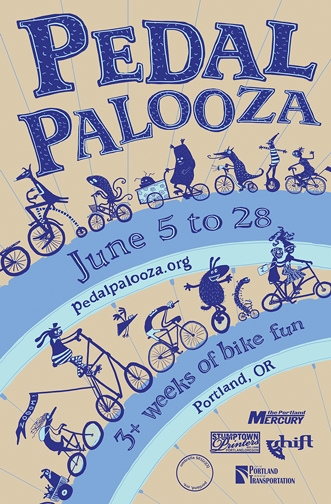 PEDAL
PALOOZA
June 5 to 28
Pedalpalooza.org
3+ weeks of bike fun
Portland, OR
the Portland
MERCURY
STUMPTOWN
Printers
shift
PORTLAND
TRANSPORTATION